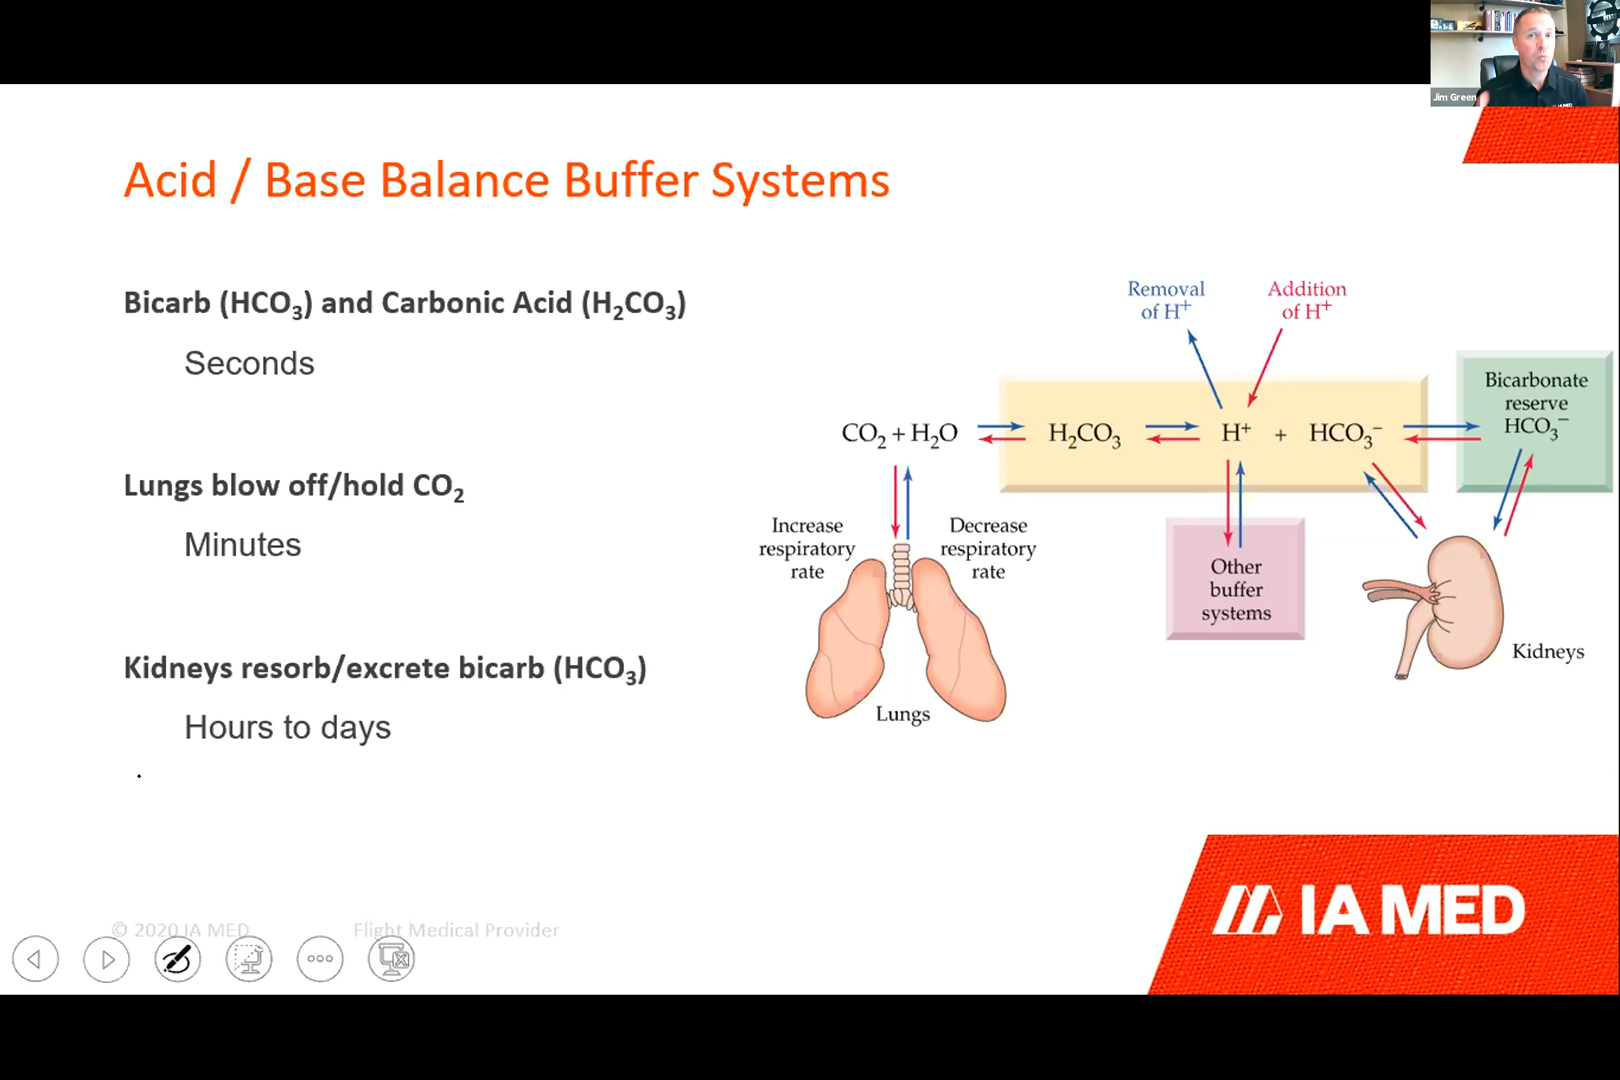 Jim Green
IA MED
Acid / Base Balance Buffer Systems
Bicarb (HCO₃) and Carbonic Acid (H₂CO₃)
Seconds
Lungs blow off/hold CO₂
Minutes
Kidneys resorb/excrete bicarb (HCO₃)
Hours to days
.
Removal
of H⁺
Addition
of H⁺
CO₂ + H₂O
H₂CO₃
H⁺ + HCO₃⁻
Bicarbonate
reserve
HCO₃⁻
Increase
respiratory
rate
Decrease
respiratory
rate
Lungs
Other
buffer
systems
Kidneys
© 2020 IA MED Flight Medical Provider
IA MED